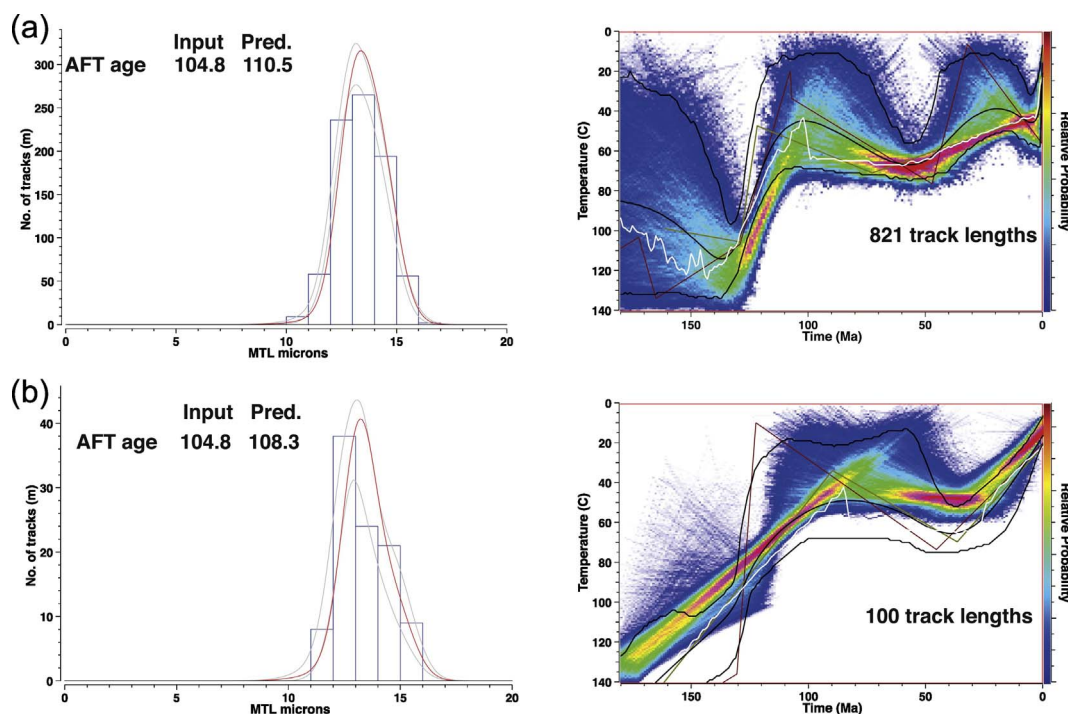 (a)
Input Pred.
AFT age 104.8 110.5
No. of tracks (m)
300
250
200
150
100
50
0
0 5 10 15 20
MTL microns
Temperature (C)
0
20
40
60
80
100
120
140
821 track lengths
150 100 50 0
Time (Ma)
Relative Probability
(b)
Input Pred.
AFT age 104.8 108.3
No. of tracks (m)
40
30
20
10
0
0 5 10 15 20
MTL microns
Temperature (C)
0
20
40
60
80
100
120
140
100 track lengths
150 100 50 0
Time (Ma)
Relative Probability